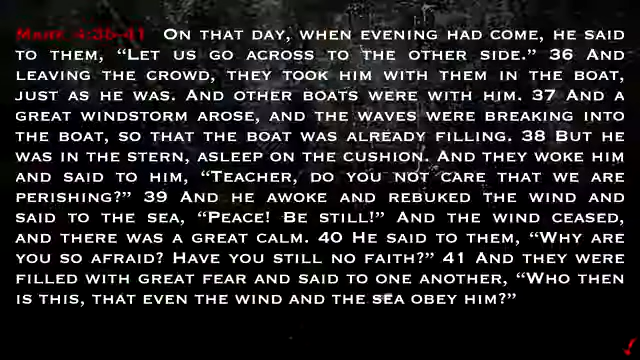 Mark 4:35-41 On that day, when evening had come, he said
to them, “Let us go across to the other side.” 36 And
leaving the crowd, they took him with them in the boat,
just as he was. And other boats were with him. 37 And a
great windstorm arose, and the waves were breaking into
the boat, so that the boat was already filling. 38 But he
was in the stern, asleep on the cushion. And they woke him
and said to him, “Teacher, do you not care that we are
perishing?” 39 And he awoke and rebuked the wind and
said to the sea, “Peace! Be still!” And the wind ceased,
and there was a great calm. 40 He said to them, “Why are
you so afraid? Have you still no faith?” 41 And they were
filled with great fear and said to one another, “Who then
is this, that even the wind and the sea obey him?”